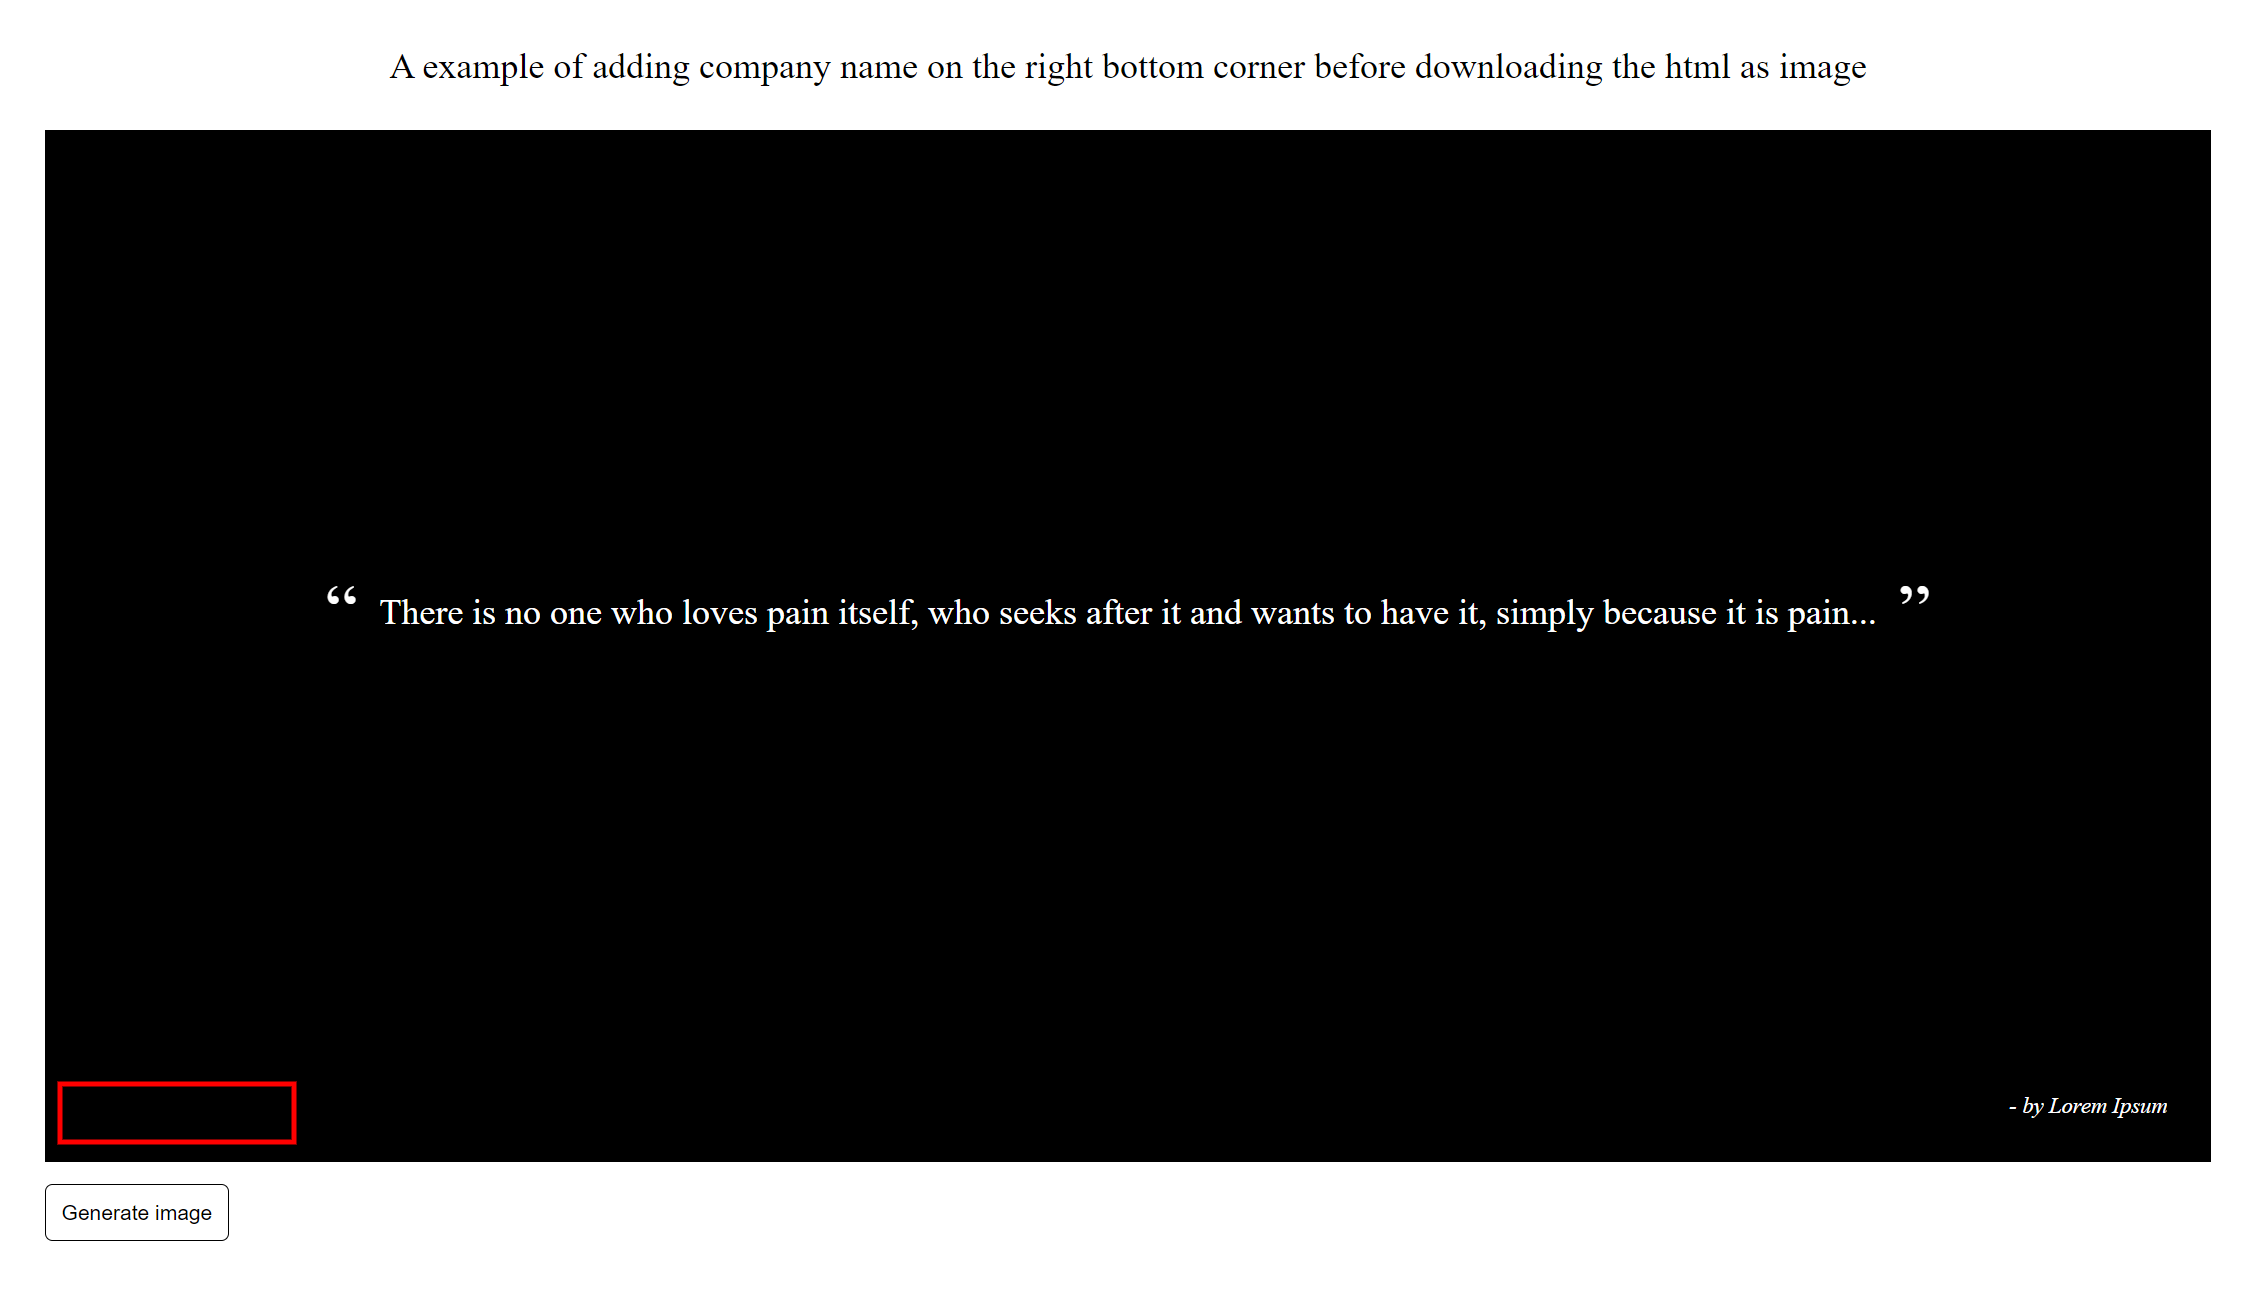 A example of adding company name on the right bottom corner before downloading the html as image
“ There is no one who loves pain itself, who seeks after it and wants to have it, simply because it is pain... ”
- by Lorem Ipsum
Generate image